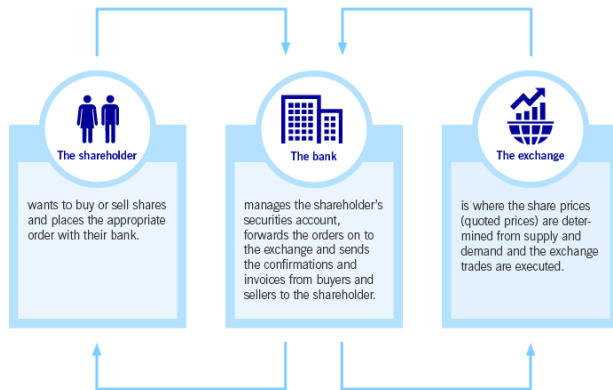 The shareholder
wants to buy or sell shares
and places the appropriate
order with their bank.
The bank
manages the shareholder's
securities account,
forwards the orders on to
the exchange and sends
the confirmations and
invoices from buyers and
sellers to the shareholder.
The exchange
is where the share prices
(quoted prices) are deter-
mined from supply and
demand and the exchange
trades are executed.